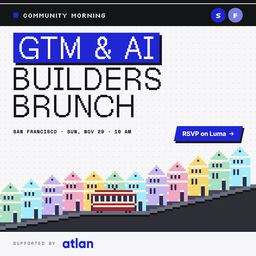 COMMUNITY MORNING
S F
GTM & AI
BUILDERS
BRUNCH
SAN FRANCISCO · SUN, NOV 29 · 10 AM
RSVP on Luma →
SUPPORTED BY atlan